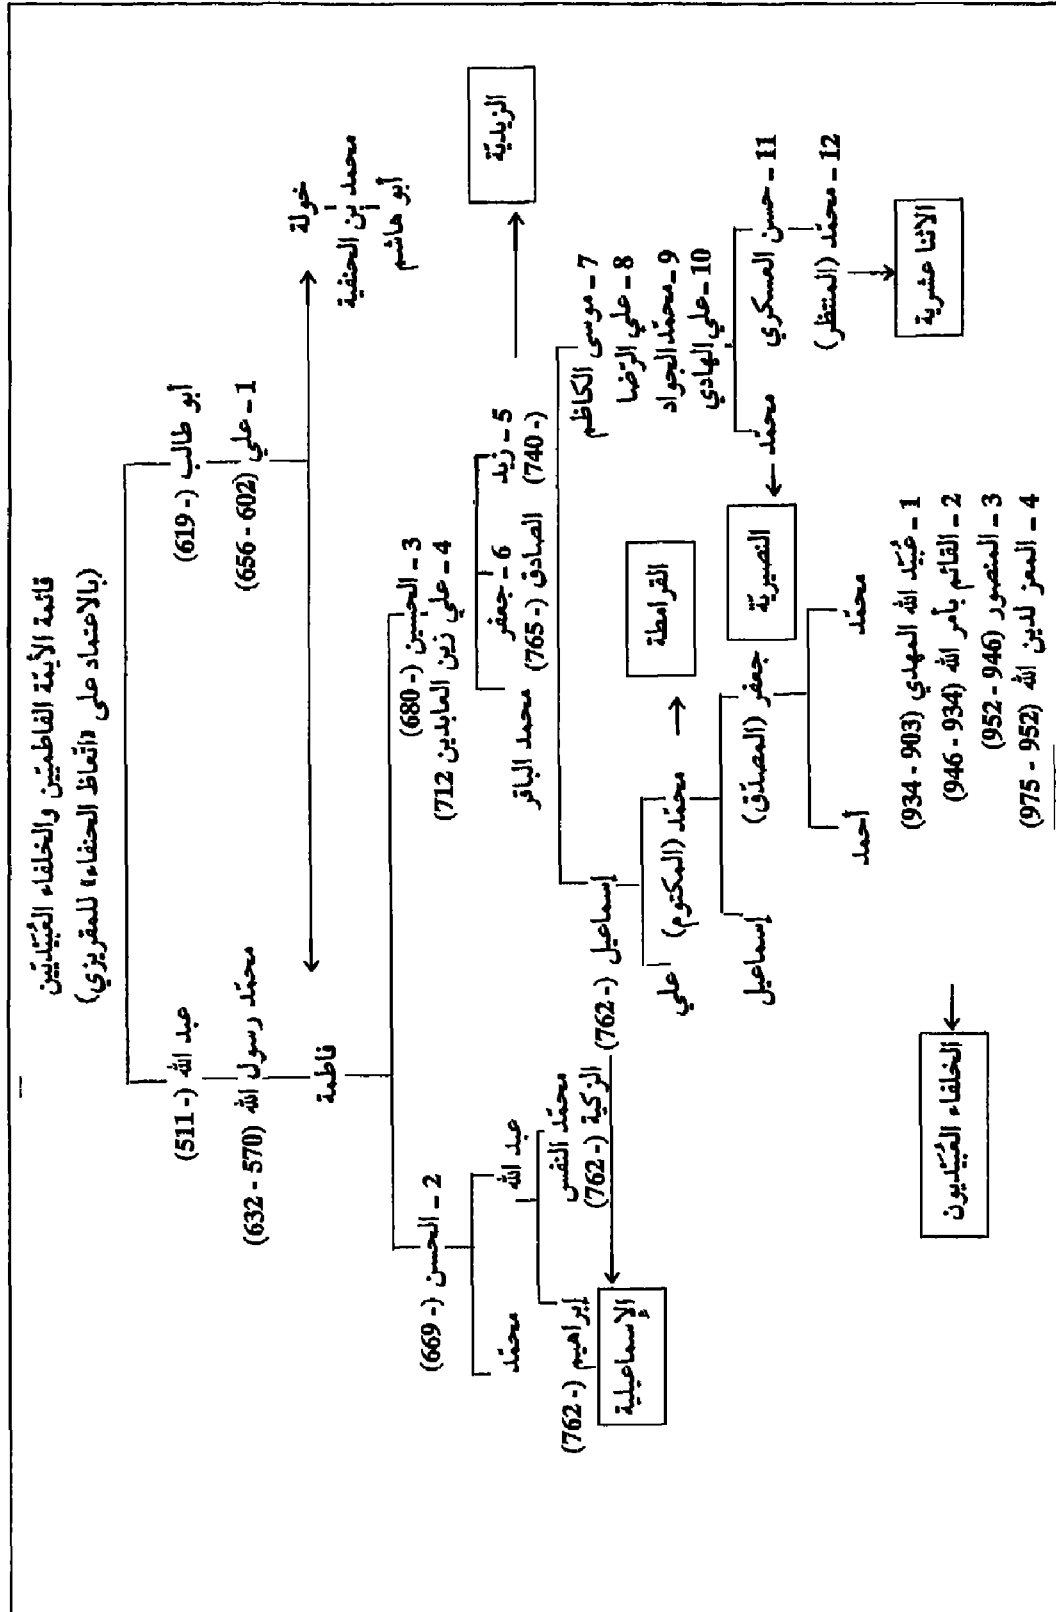 قائمة الأيمّة الفاطميّين والخلفاء العُبَيْديّين
(بالاعتماد على «اتّعاظ الحنفاء» للمقريزي)
أبو طالب (- 619)
عبد الله (- 511)
1 - علي (602 - 656)
محمّد رسول الله (570 - 632)
خولة
فاطمة
محمد ابن الحنفية
أبو هاشم
3 - الحسين (- 680)
2 - الحسن (- 669)
4 - علي زين العابدين 712)
5 - زيد
(- 740)
6 - جعفر
الصادق (- 765)
محمد الباقر
الزيديّة
عبد الله
محمّد
محمّد النفس
الزكية (- 762)
إبراهيم (- 762)
7 - موسى الكاظم
8 - علي الرّضا
9 - محمّد الجواد
10 - علي الهادي
إسماعيل (- 762)
الإسماعيلية
القرامطة
محمّد (المكتوم)
علي
11 - حسن العسكري
محمّد
12 - محمّد (المنتظر)
النصيريّة
جعفر (المصدّق)
إسماعيل
الاثنا عشرية
محمّد
أحمد
1 - عُبَيْد الله المهدي (903 - 934)
2 - القائم بأمر الله (934 - 946)
3 - المنصور (946 - 952)
4 - المعز لدين الله (952 - 975)
الخلفاء العُبَيْديون